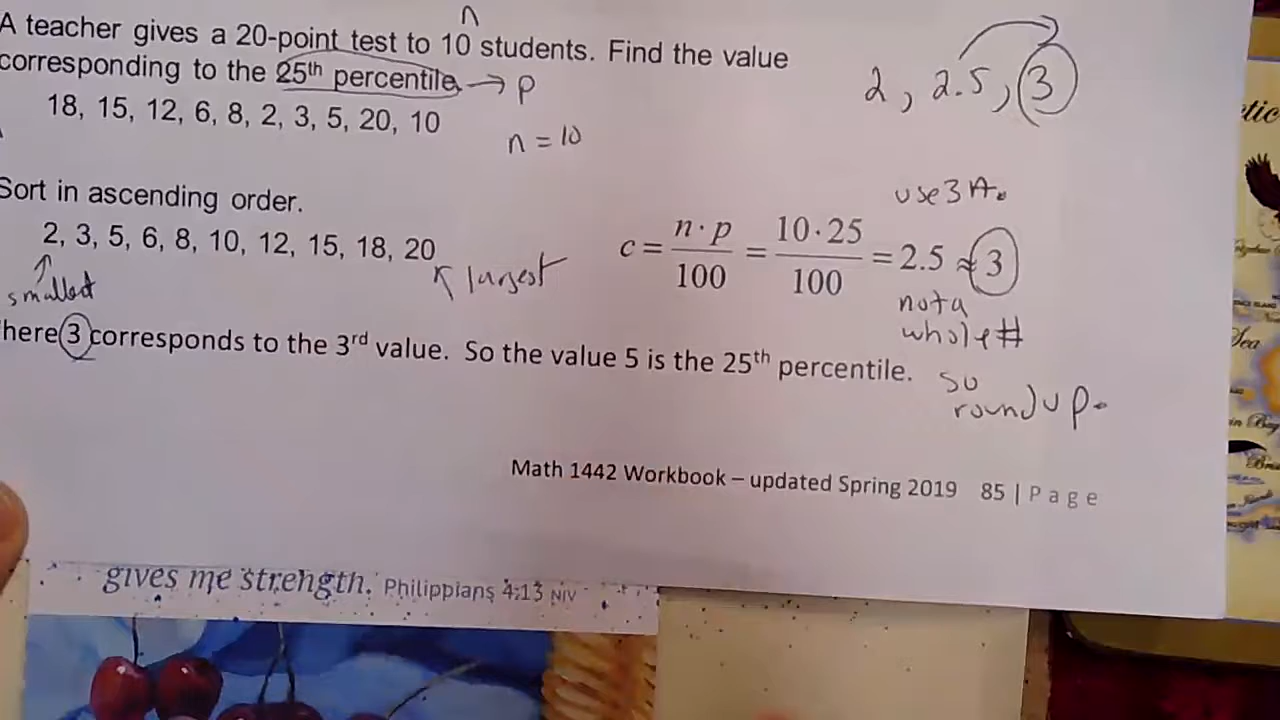 n
A teacher gives a 20-point test to 10 students. Find the value
corresponding to the 25th percentile. → p
2, 2.5, 3
18, 15, 12, 6, 8, 2, 3, 5, 20, 10
n = 10
Sort in ascending order.
use 3A.
2, 3, 5, 6, 8, 10, 12, 15, 18, 20
c = n · p / 100 = 10 · 25 / 100 = 2.5 ≈ 3
smallest
largest
not a
whole #
here 3 corresponds to the 3rd value. So the value 5 is the 25th percentile.
so
round up.
Math 1442 Workbook – updated Spring 2019 85 | Page
gives me strength. Philippians 4:13 NIV
etic
Sea